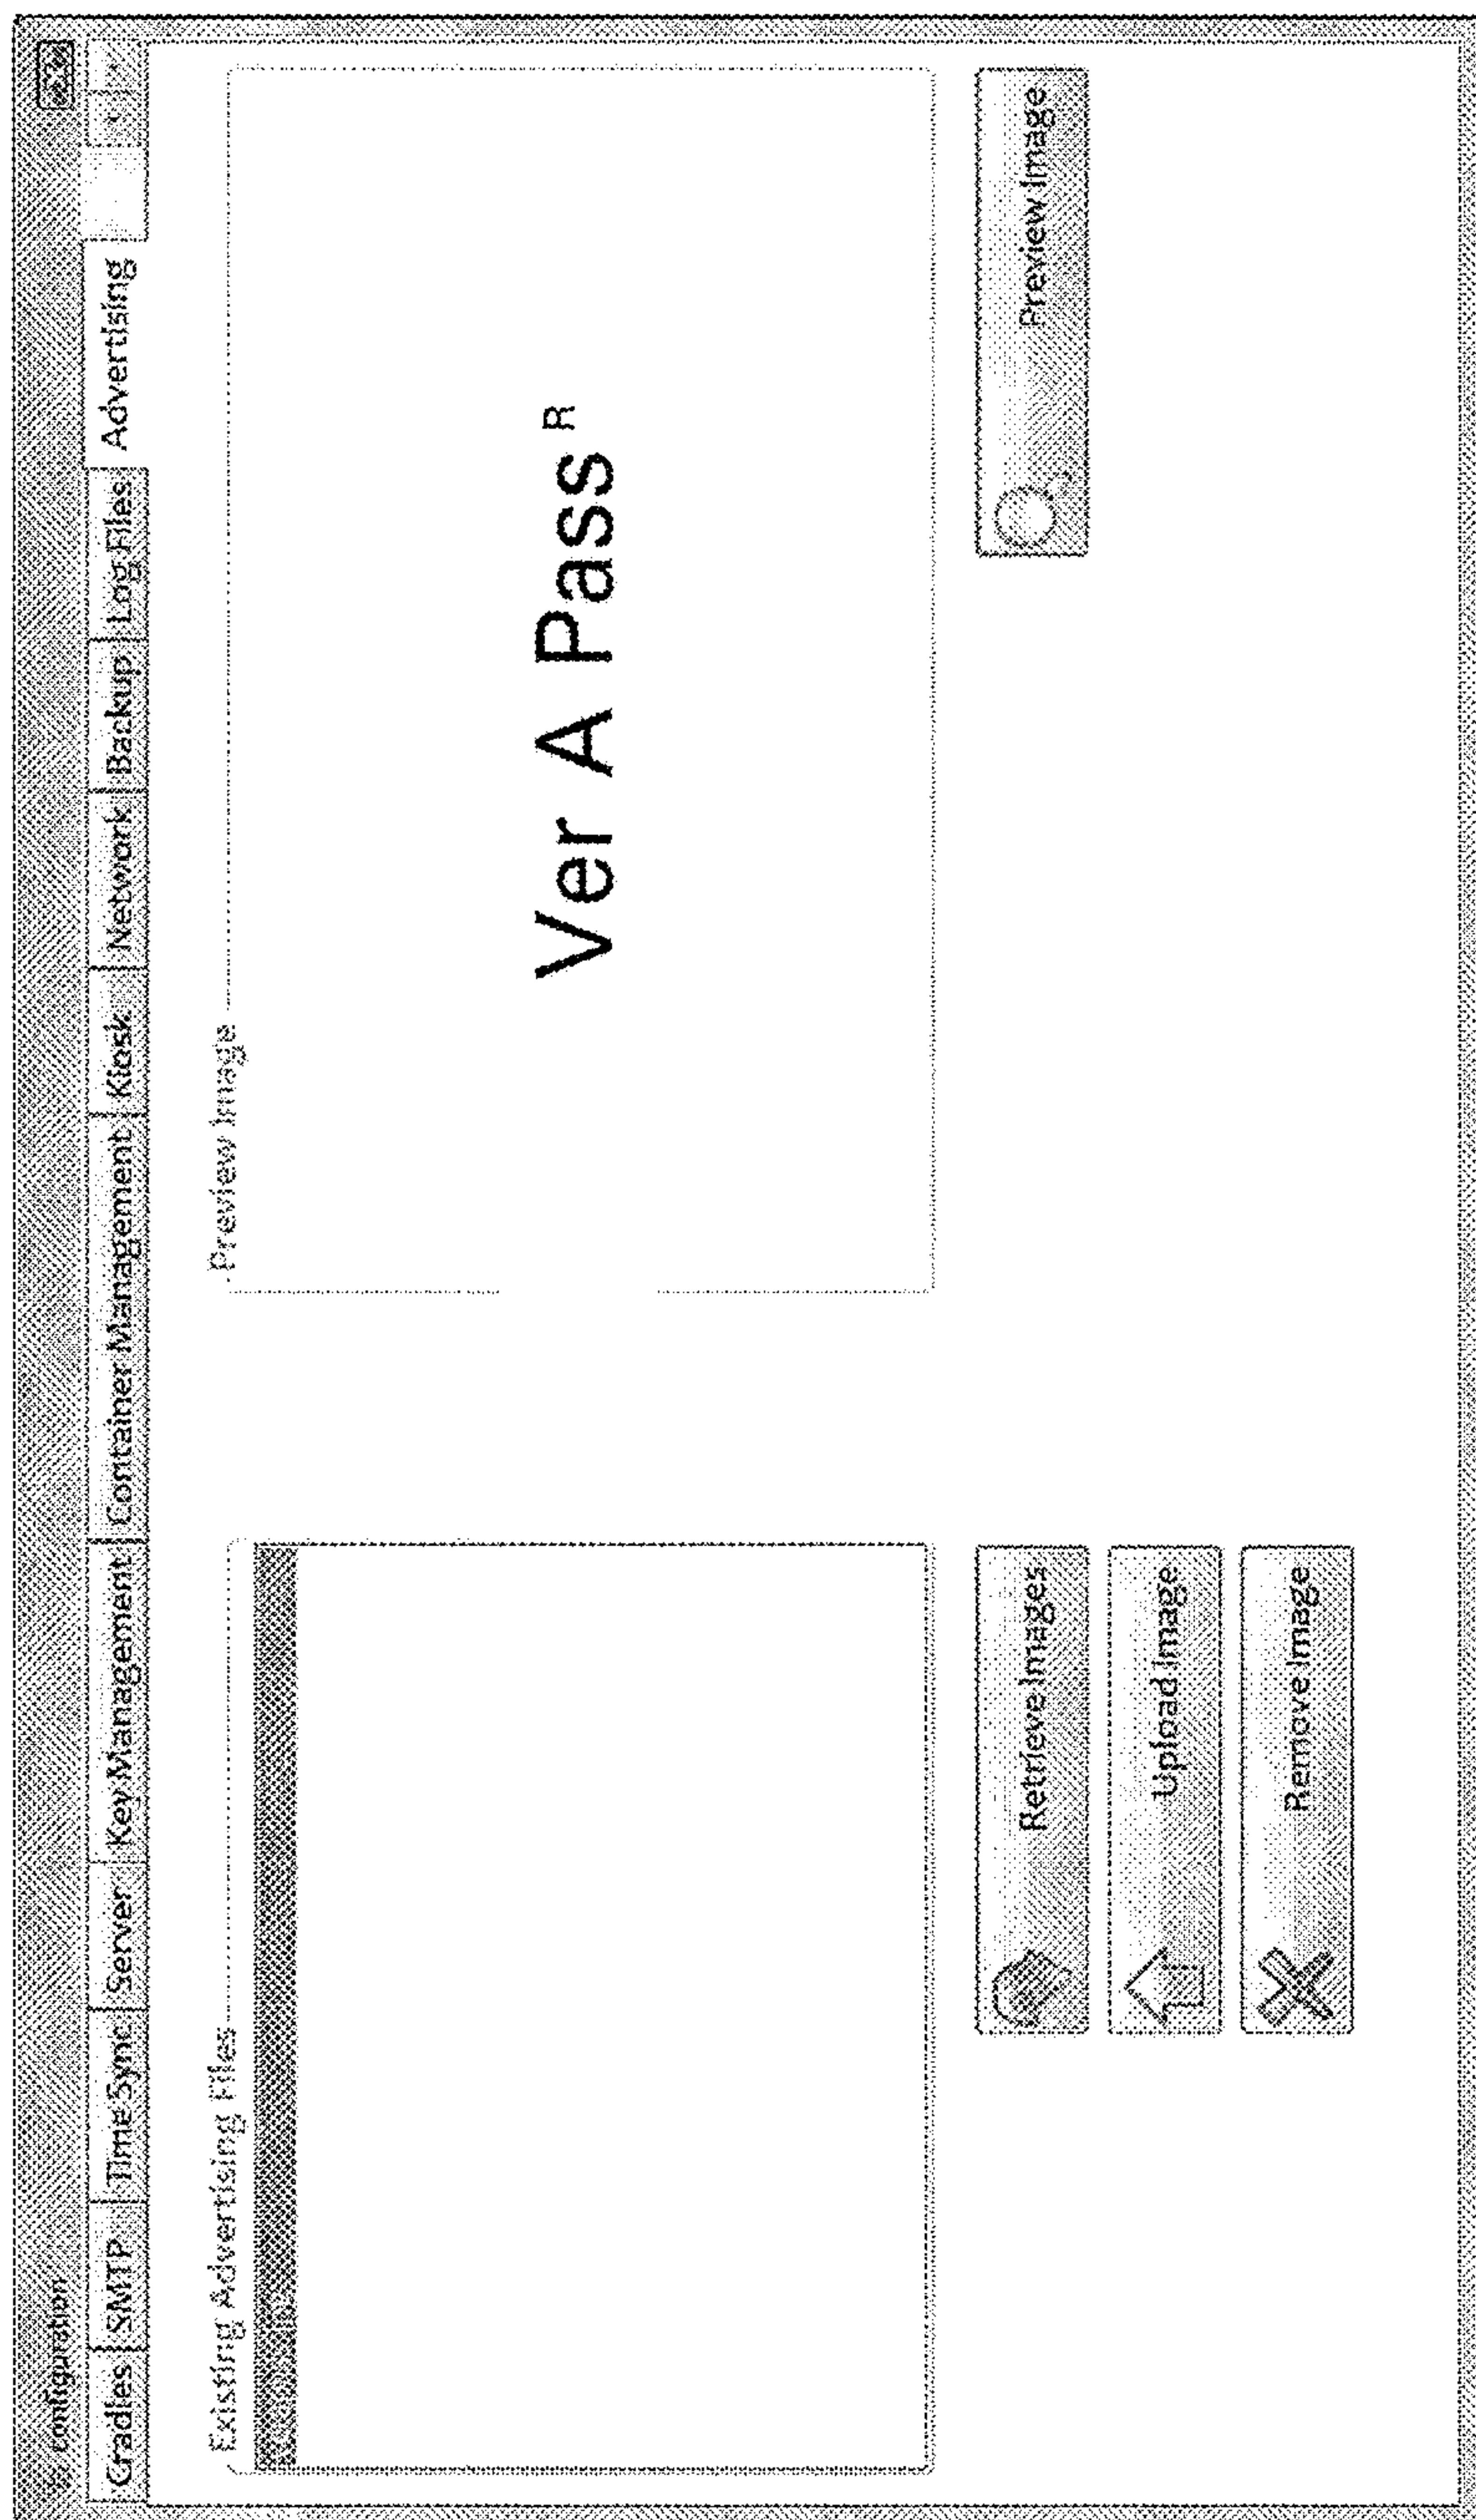 Configuration
Cradles SMTP Time Sync Server Key Management Container Management Kiosk Network Backup Log Files Advertising
Existing Advertising Files
Preview Image
Ver A Pass R
Retrieve Images
Preview Image
Upload Image
Remove Image